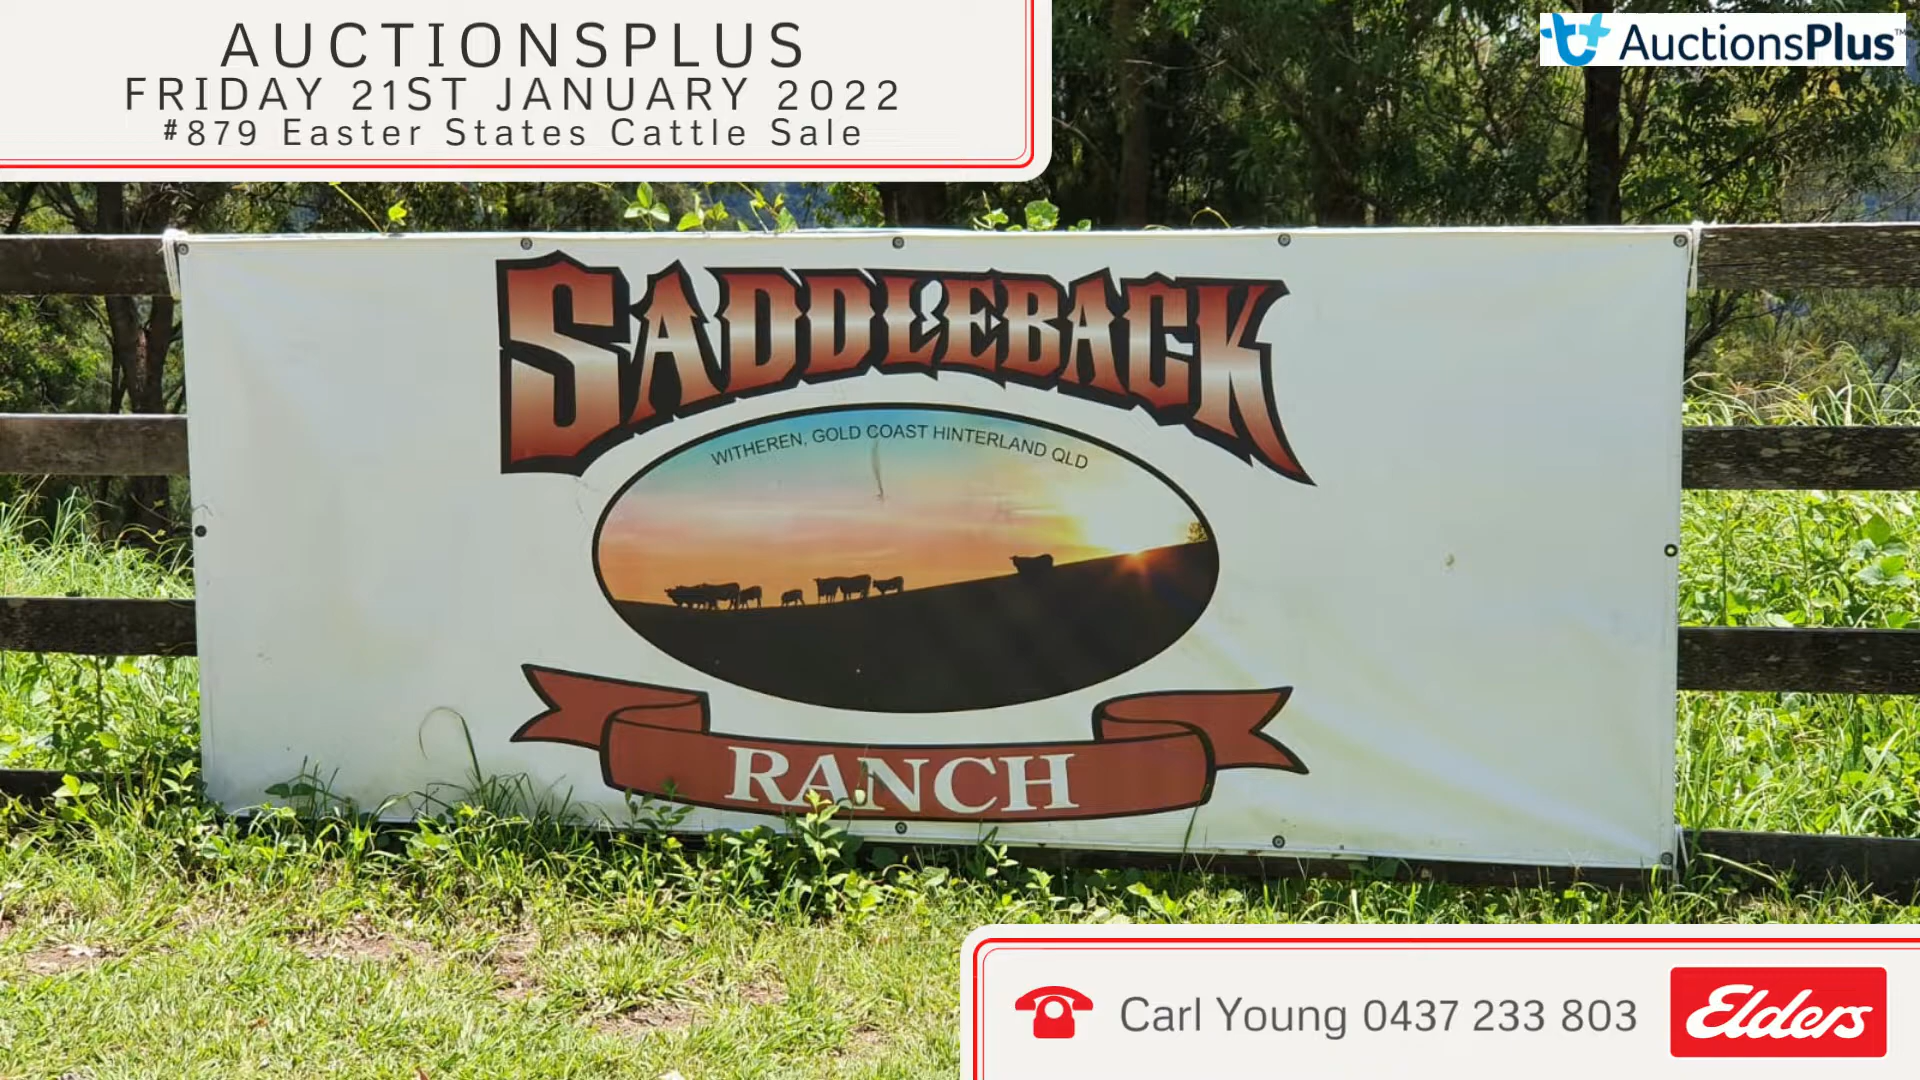 AUCTIONSPLUS
FRIDAY 21ST JANUARY 2022
#879 Easter States Cattle Sale
AuctionsPlus™
SADDLEBACK
WITHEREN, GOLD COAST HINTERLAND QLD
RANCH
Carl Young 0437 233 803
Elders